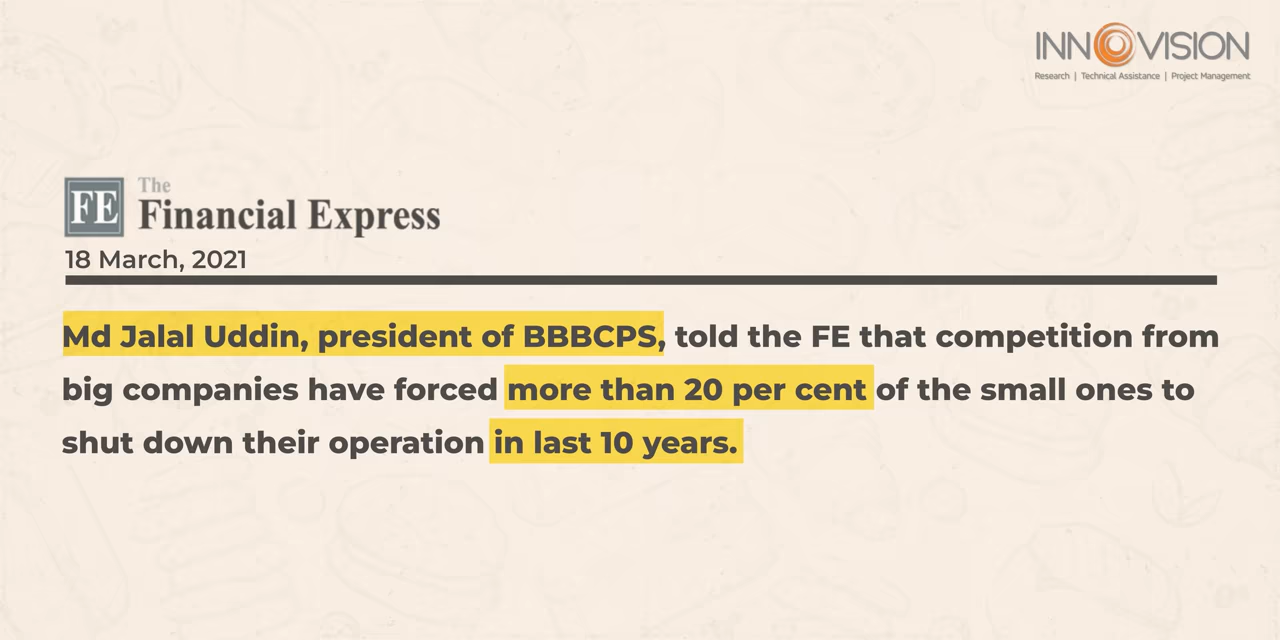 INNOVISION
Research | Technical Assistance | Project Management
FE
The
Financial Express
18 March, 2021
Md Jalal Uddin, president of BBBCPS, told the FE that competition from
big companies have forced more than 20 per cent of the small ones to
shut down their operation in last 10 years.